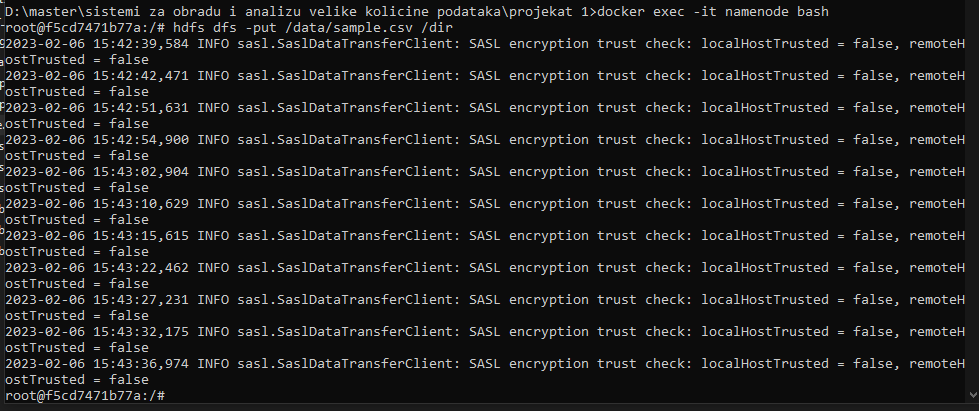 D:\master\sistemi za obradu i analizu velike kolicine podataka\projekat 1>docker exec -it namenode bash
root@f5cd7471b77a:/# hdfs dfs -put /data/sample.csv /dir
2023-02-06 15:42:39,584 INFO sasl.SaslDataTransferClient: SASL encryption trust check: localHostTrusted = false, remoteH
ostTrusted = false
2023-02-06 15:42:42,471 INFO sasl.SaslDataTransferClient: SASL encryption trust check: localHostTrusted = false, remoteH
ostTrusted = false
2023-02-06 15:42:51,631 INFO sasl.SaslDataTransferClient: SASL encryption trust check: localHostTrusted = false, remoteH
ostTrusted = false
2023-02-06 15:42:54,900 INFO sasl.SaslDataTransferClient: SASL encryption trust check: localHostTrusted = false, remoteH
ostTrusted = false
2023-02-06 15:43:02,904 INFO sasl.SaslDataTransferClient: SASL encryption trust check: localHostTrusted = false, remoteH
ostTrusted = false
2023-02-06 15:43:10,629 INFO sasl.SaslDataTransferClient: SASL encryption trust check: localHostTrusted = false, remoteH
ostTrusted = false
2023-02-06 15:43:15,615 INFO sasl.SaslDataTransferClient: SASL encryption trust check: localHostTrusted = false, remoteH
ostTrusted = false
2023-02-06 15:43:22,462 INFO sasl.SaslDataTransferClient: SASL encryption trust check: localHostTrusted = false, remoteH
ostTrusted = false
2023-02-06 15:43:27,231 INFO sasl.SaslDataTransferClient: SASL encryption trust check: localHostTrusted = false, remoteH
ostTrusted = false
2023-02-06 15:43:32,175 INFO sasl.SaslDataTransferClient: SASL encryption trust check: localHostTrusted = false, remoteH
ostTrusted = false
2023-02-06 15:43:36,974 INFO sasl.SaslDataTransferClient: SASL encryption trust check: localHostTrusted = false, remoteH
ostTrusted = false
root@f5cd7471b77a:/#